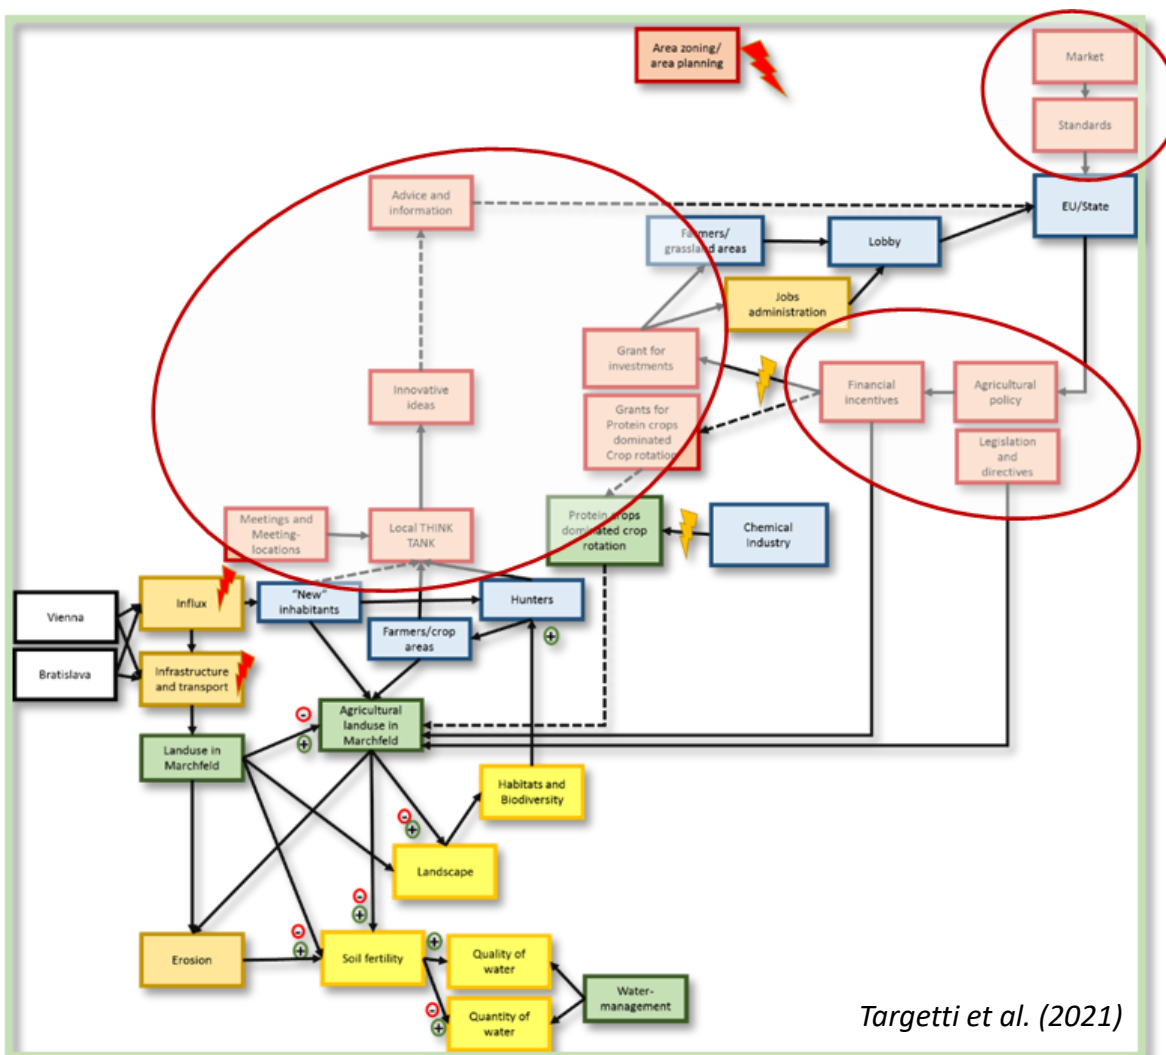 Area zoning/
area planning
Market
Standards
Advice and
information
EU/State
Farmers/
grassland areas
Lobby
Jobs
administration
Grant for
investments
Financial
incentives
Agricultural
policy
Innovative
ideas
Grants for
Protein crops
dominated
Crop rotation
Legislation
and
directives
Meetings and
Meeting-
locations
Local THINK
TANK
Protein crops
dominated crop
rotation
Chemical
Industry
Vienna
Influx
"New"
inhabitants
Hunters
+
Bratislava
Infrastructure
and transport
Farmers/crop
areas
-
+
Agricultural
landuse in
Marchfeld
Landuse in
Marchfeld
Habitats and
Biodiversity
-
+
Landscape
-
+
-
+
Erosion
Soil fertility
+
Quality of
water
-
+
Quantity of
water
Water-
management
Targetti et al. (2021)